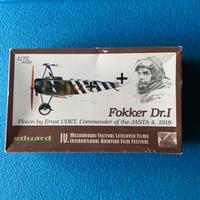 1/72
Fokker Dr.I
Flown by Ernst UDET, Commander of the JASTA 4, 1918
eduard
IV. MEZINÁRODNÍ FESTIVAL LETECKÝCH FILMŮ
INTERNATIONAL AVIATION FILM FESTIVAL